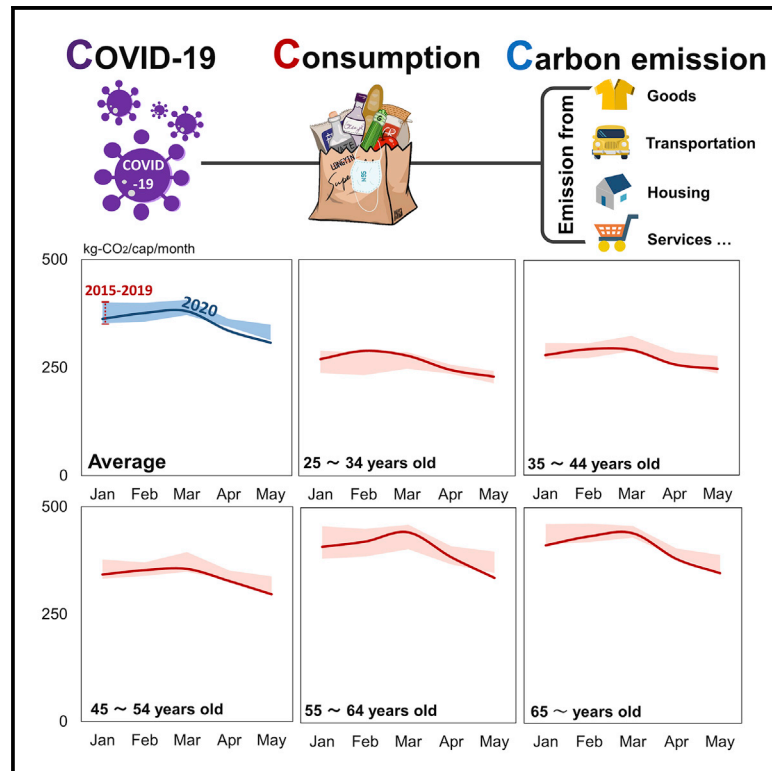 COVID-19
Consumption
Carbon emission
COVID
-19
Emission from
Goods
Transportation
Housing
Services ...
kg-CO₂/cap/month
500
250
0
2015-2019
2020
Average
25 ~ 34 years old
35 ~ 44 years old
Jan Feb Mar Apr May
Jan Feb Mar Apr May
Jan Feb Mar Apr May
500
250
0
45 ~ 54 years old
55 ~ 64 years old
65 ~ years old
Jan Feb Mar Apr May
Jan Feb Mar Apr May
Jan Feb Mar Apr May